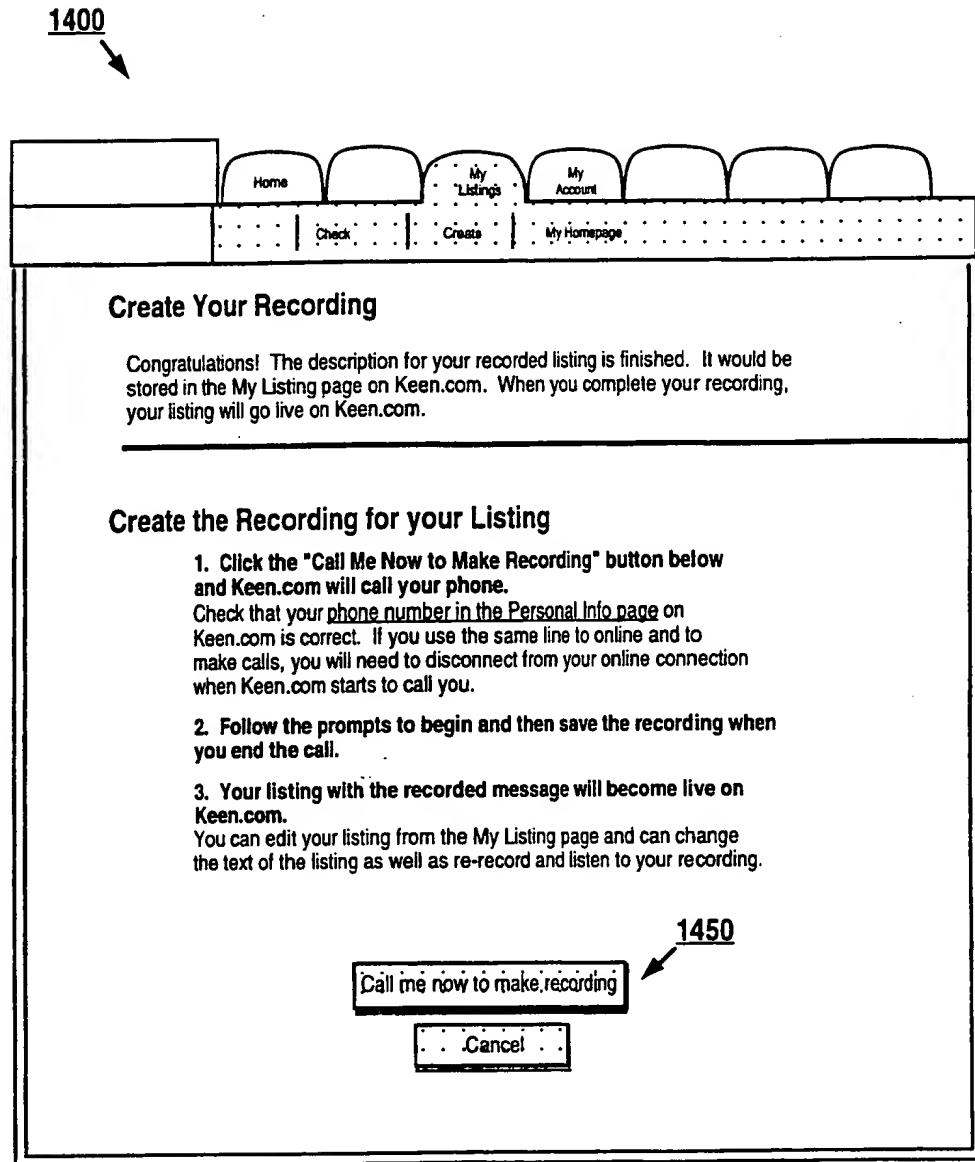 1400
Home
My
"Listings
My
Account
Check
Create
My Homepage
Create Your Recording
Congratulations! The description for your recorded listing is finished. It would be
stored in the My Listing page on Keen.com. When you complete your recording,
your listing will go live on Keen.com.
Create the Recording for your Listing
1. Click the "Call Me Now to Make Recording" button below
and Keen.com will call your phone.
Check that your phone number in the Personal Info page on
Keen.com is correct. If you use the same line to online and to
make calls, you will need to disconnect from your online connection
when Keen.com starts to call you.
2. Follow the prompts to begin and then save the recording when
you end the call.
3. Your listing with the recorded message will become live on
Keen.com.
You can edit your listing from the My Listing page and can change
the text of the listing as well as re-record and listen to your recording.
1450
Call me now to make recording
Cancel